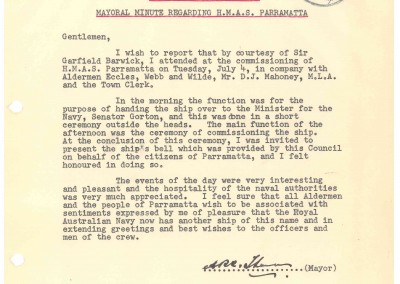 MAYORAL MINUTE REGARDING H.M.A.S. PARRAMATTA
Gentlemen,
I wish to report that by courtesy of Sir
Garfield Barwick, I attended at the commissioning of
H.M.A.S. Parramatta on Tuesday, July 4, in company with
Aldermen Eccles, Webb and Wilde, Mr. D.J. Mahoney, M.L.A.
and the Town Clerk.
In the morning the function was for the
purpose of handing the ship over to the Minister for the
Navy, Senator Gorton, and this was done in a short
ceremony outside the heads. The main function of the
afternoon was the ceremony of commissioning the ship.
At the conclusion of this ceremony, I was invited to
present the ship's bell which was provided by this Council
on behalf of the citizens of Parramatta, and I felt
honoured in doing so.
The events of the day were very interesting
and pleasant and the hospitality of the naval authorities
was very much appreciated. I feel sure that all Aldermen
and the people of Parramatta wish to be associated with
sentiments expressed by me of pleasure that the Royal
Australian Navy now has another ship of this name and in
extending greetings and best wishes to the officers and
men of the crew.
(Mayor)